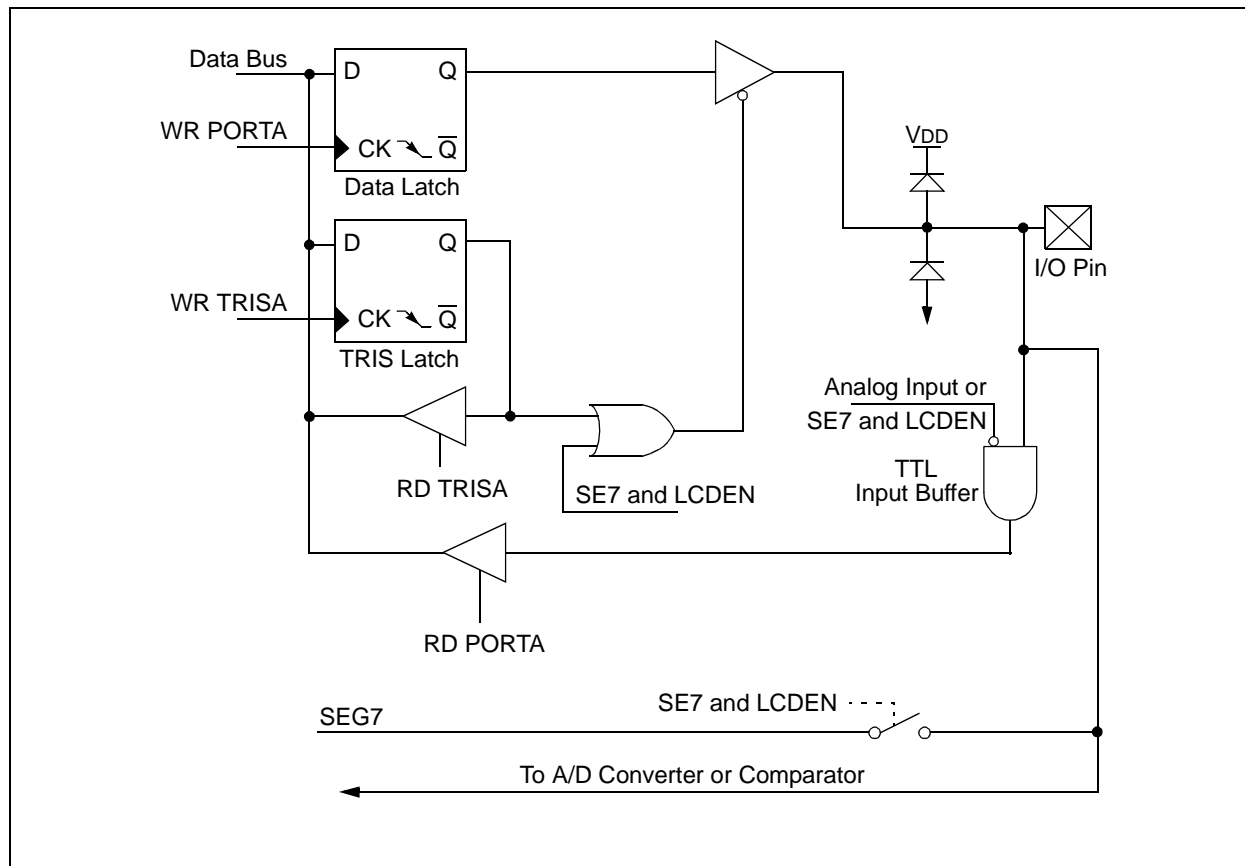 Data Bus
D Q
WR PORTA
CK Q̅
Data Latch
VDD
I/O Pin
D Q
WR TRISA
CK Q̅
TRIS Latch
Analog Input or
SE7 and LCDEN
TTL
Input Buffer
RD TRISA
SE7 and LCDEN
RD PORTA
SE7 and LCDEN
SEG7
To A/D Converter or Comparator